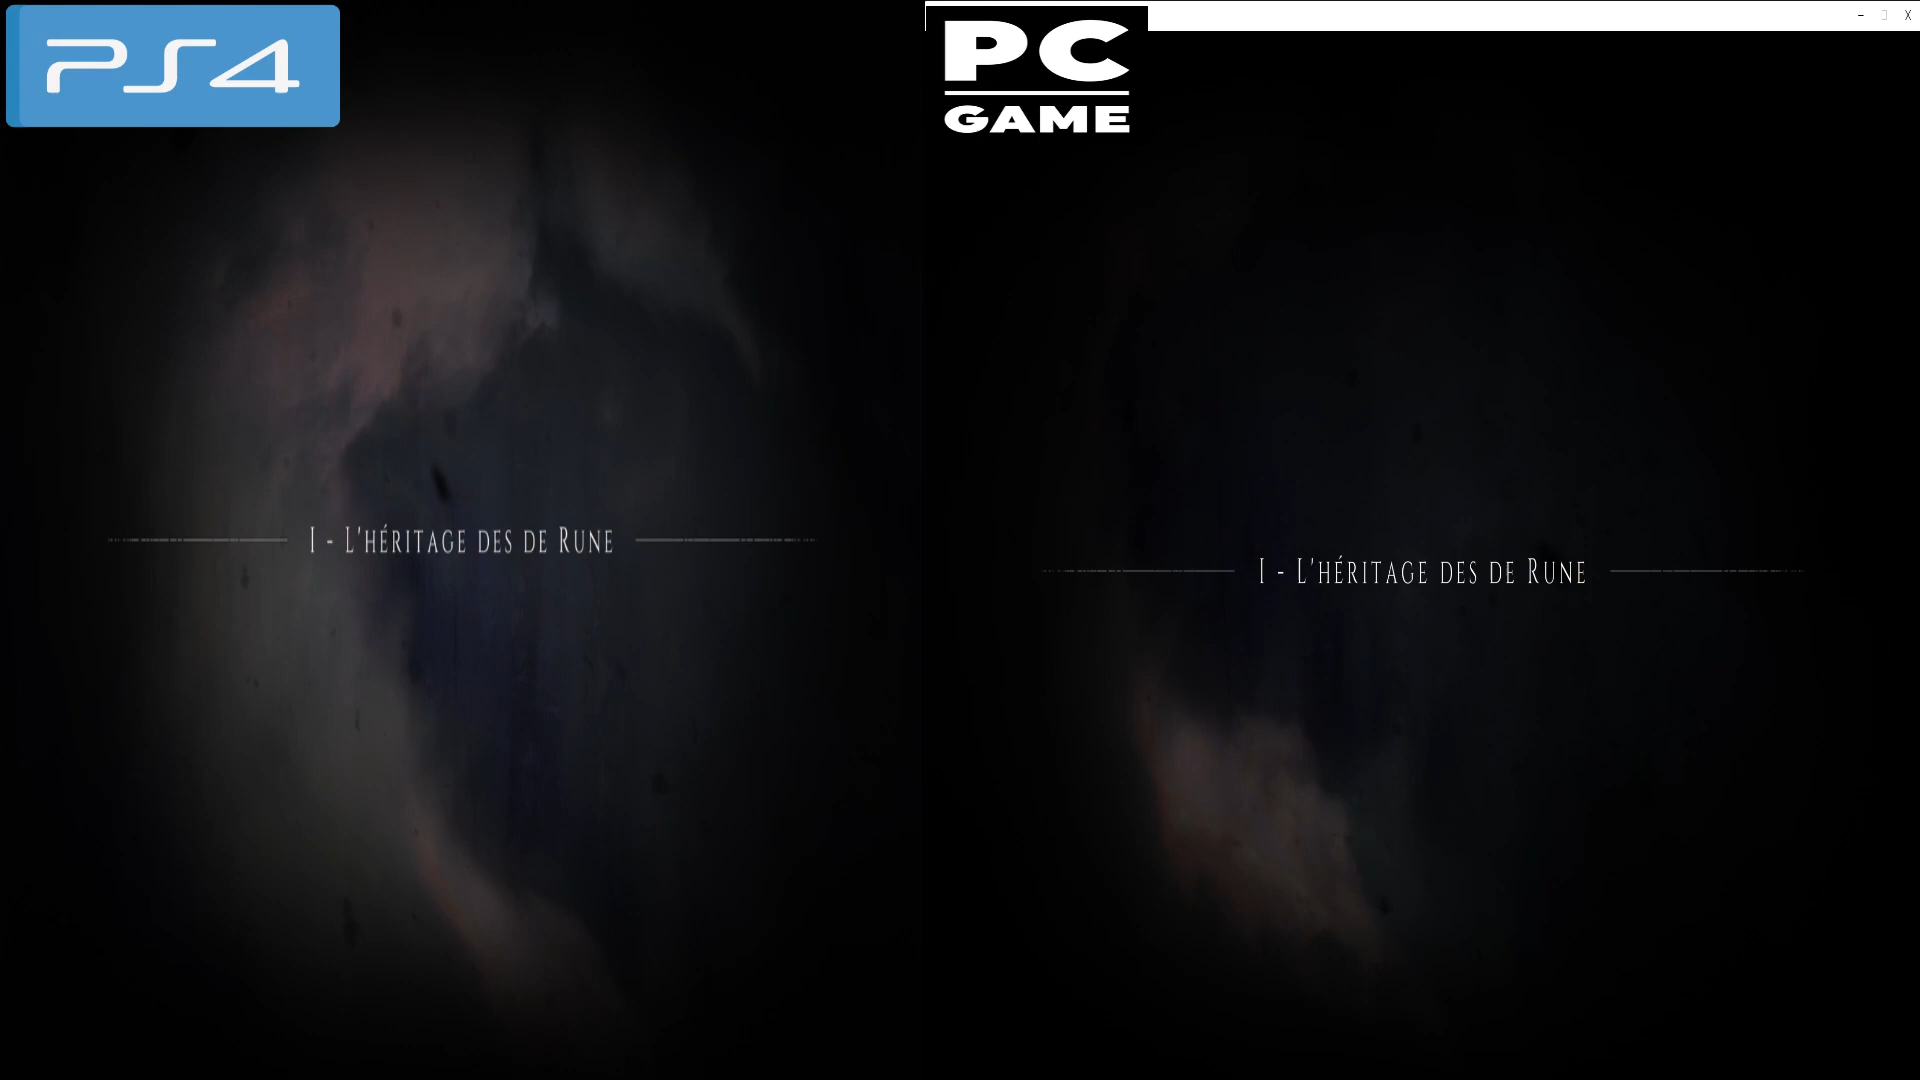 PS4
PC
GAME
I - L'HÉRITAGE DES DE RUNE
I - L'HÉRITAGE DES DE RUNE